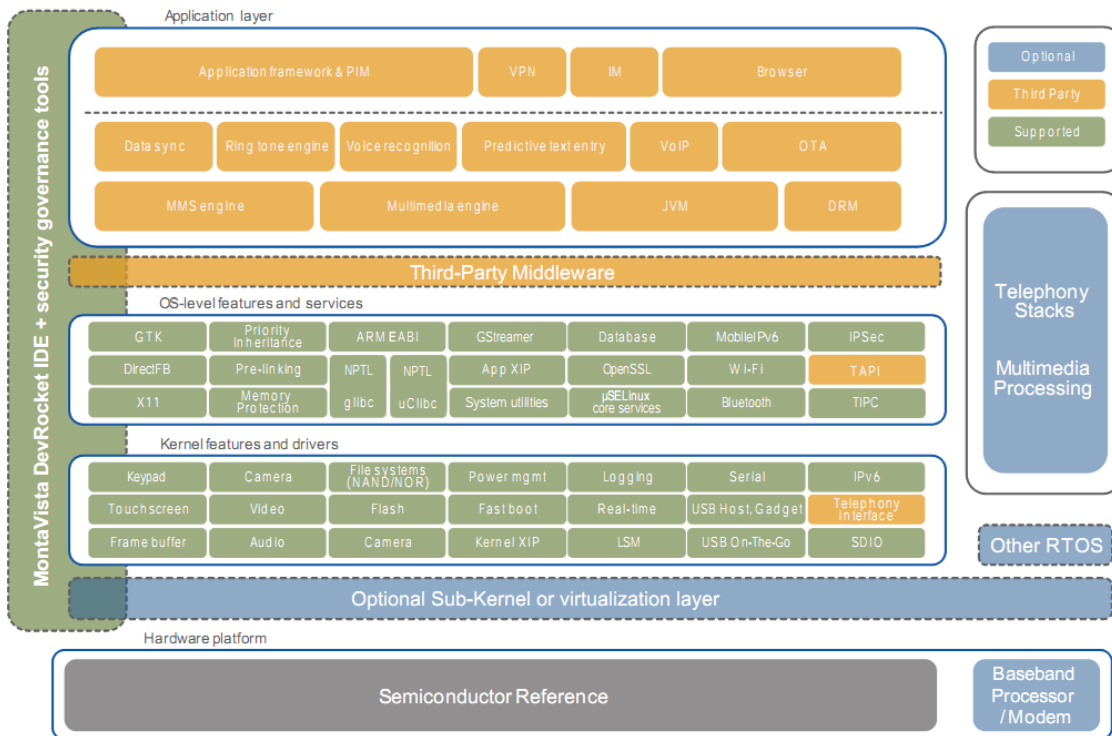 Application layer
MontaVista DevRocket IDE + security governance tools
Application framework & PIM
VPN
IM
Browser
Data sync
Ring tone engine
Voice recognition
Predictive text entry
VoIP
OTA
MMS engine
Multimedia engine
JVM
DRM
Optional
Third Party
Supported
Third-Party Middleware
OS-level features and services
GTK
Priority
Inheritance
ARM EABI
GStreamer
Database
MobileIPv6
IPSec
DirectFB
Pre-linking
NPTL
glibc
NPTL
uClibc
App XIP
OpenSSL
WI-FI
TAPI
X11
Memory
Protection
System utilities
µSELinux
core services
Bluetooth
TIPC
Telephony
Stacks
Multimedia
Processing
Kernel features and drivers
Keypad
Camera
File systems
(NAND/NOR)
Power mgmt
Logging
Serial
IPv6
Touch screen
Video
Flash
Fast boot
Real-time
USB Host, Gadget
Telephony
Interface
Frame buffer
Audio
Camera
Kernel XIP
LSM
USB On-The-Go
SDIO
Other RTOS
Optional Sub-Kernel or virtualization layer
Hardware platform
Semiconductor Reference
Baseband
Processor
/ Modem